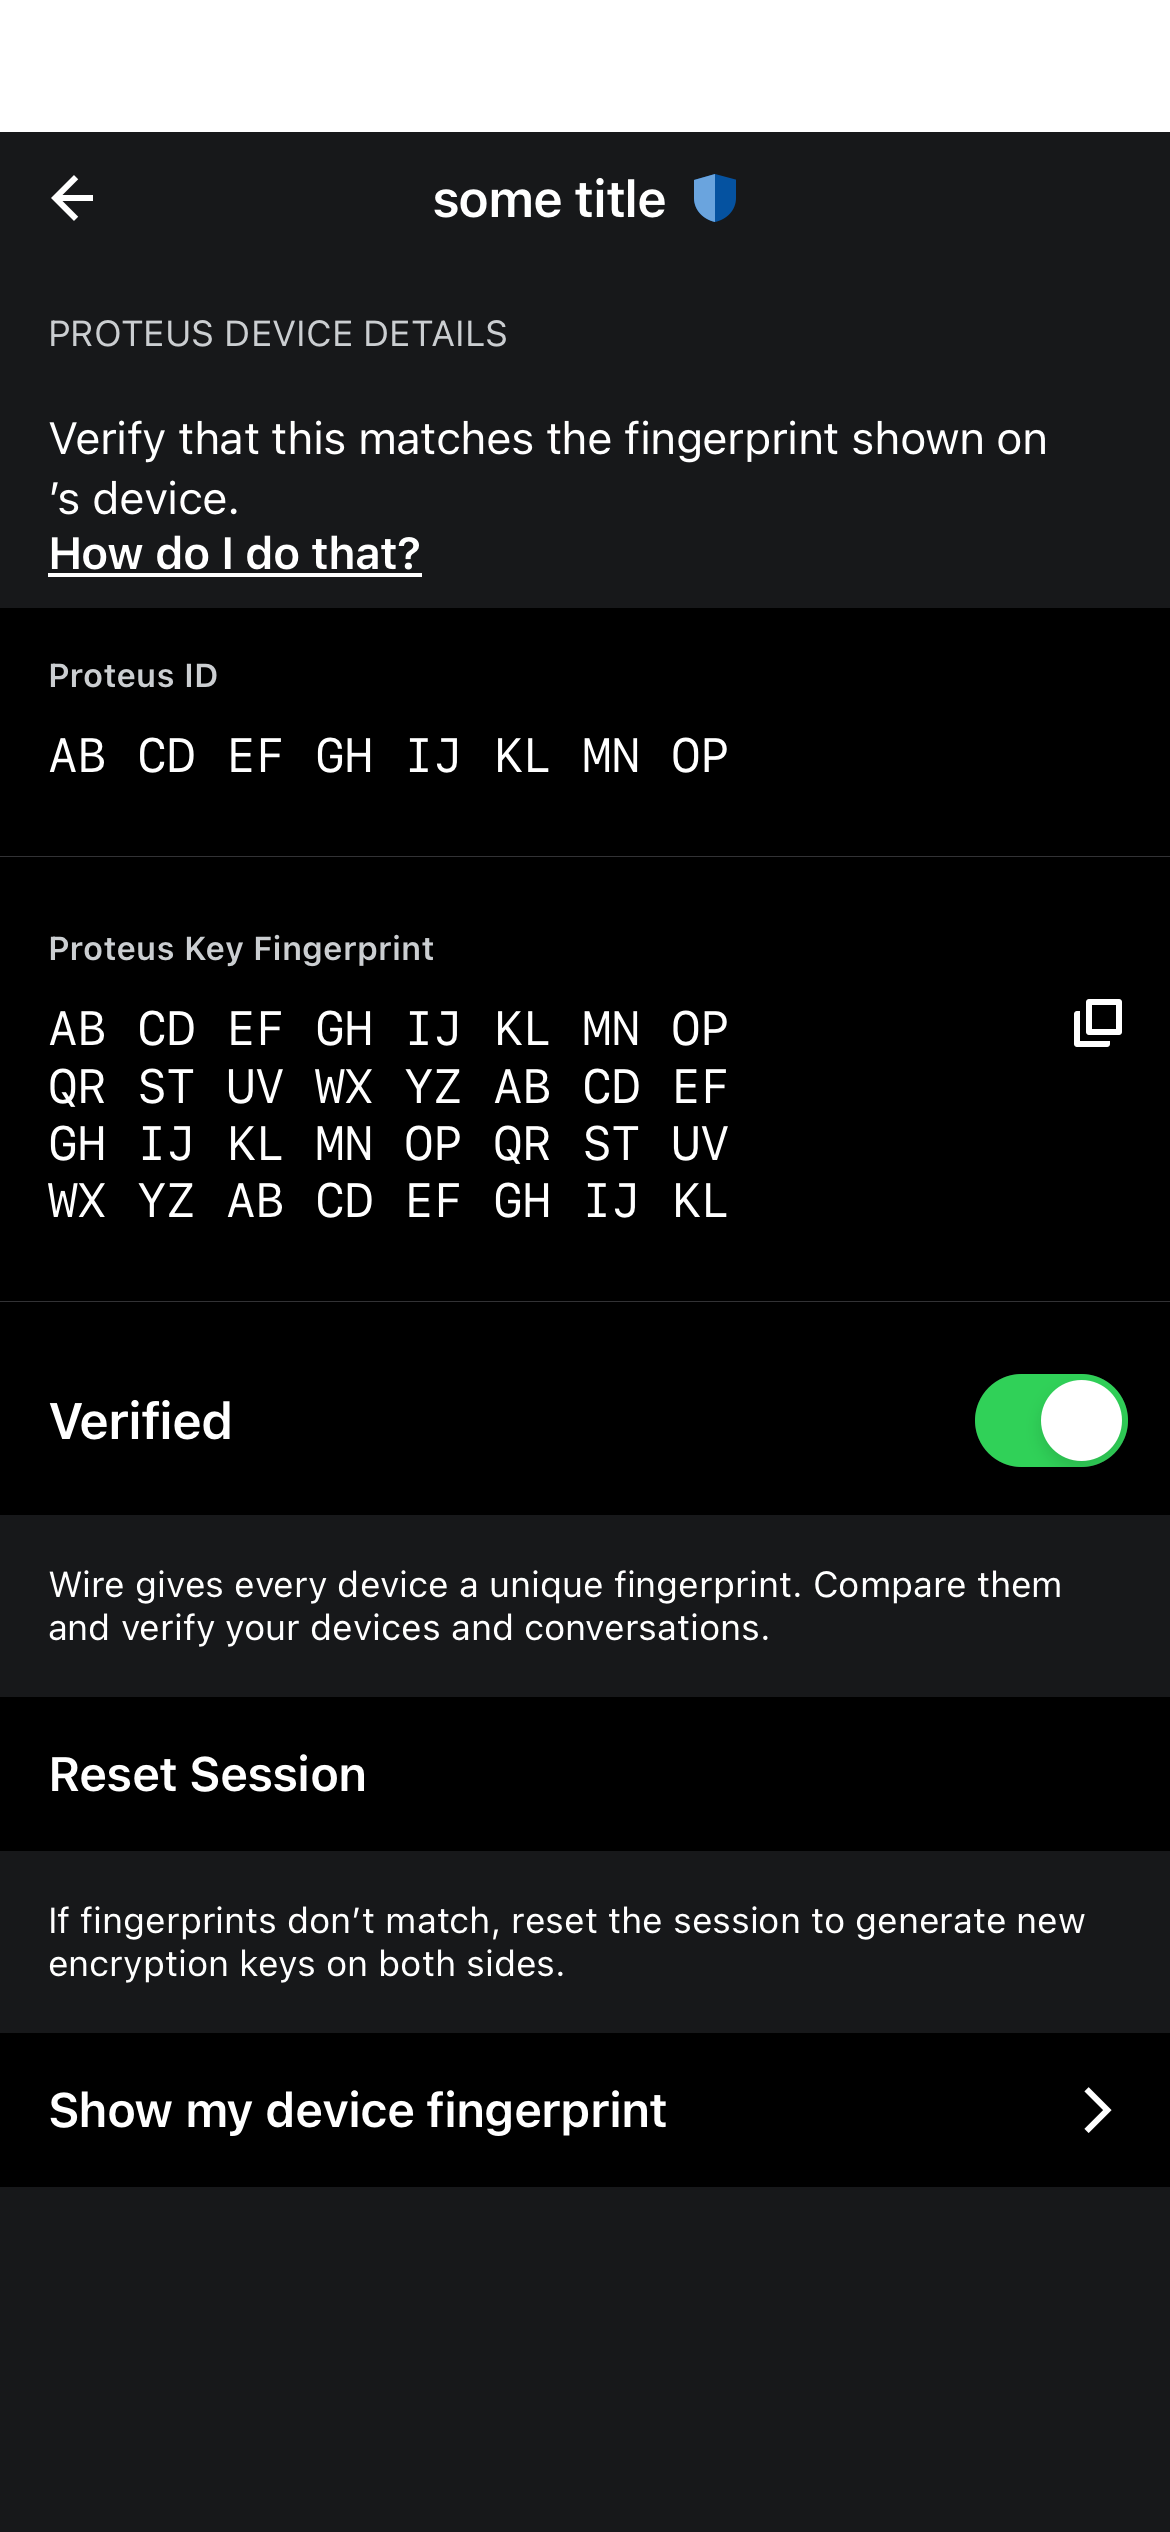 some title
PROTEUS DEVICE DETAILS
Verify that this matches the fingerprint shown on
’s device.
How do I do that?
Proteus ID
AB CD EF GH IJ KL MN OP
Proteus Key Fingerprint
AB CD EF GH IJ KL MN OP
QR ST UV WX YZ AB CD EF
GH IJ KL MN OP QR ST UV
WX YZ AB CD EF GH IJ KL
Verified
Wire gives every device a unique fingerprint. Compare them
and verify your devices and conversations.
Reset Session
If fingerprints don’t match, reset the session to generate new
encryption keys on both sides.
Show my device fingerprint